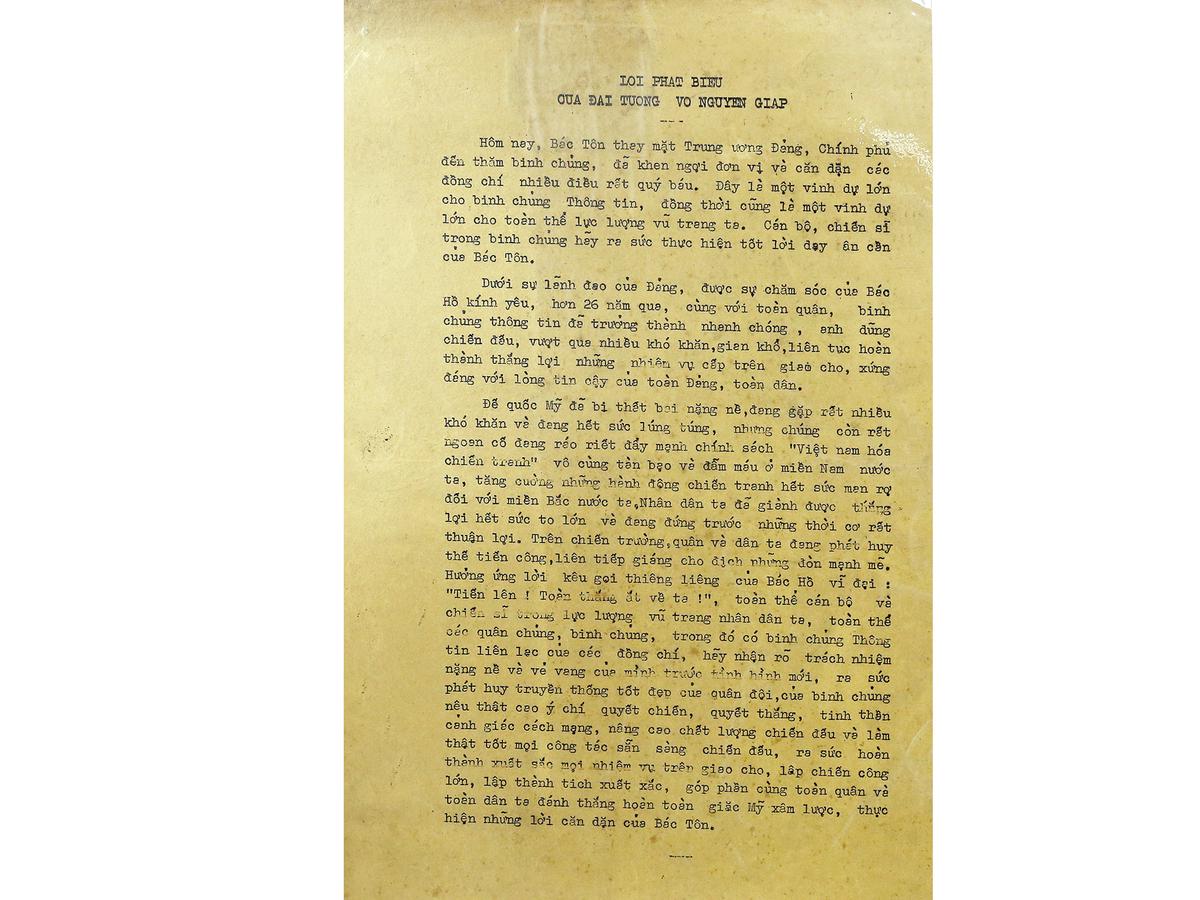 LOI PHAT BIEU
CUA ĐAI TUONG VO NGUYEN GIAP
Hôm nay, Bác Tôn thay mặt Trung ương Đảng, Chính phủ
đến thăm binh chủng, đã khen ngợi đơn vị và căn dặn các
đồng chí nhiều điều rất quý báu. Đây là một vinh dự lớn
cho binh chủng Thông tin, đồng thời cũng là một vinh dự
lớn cho toàn thể lực lượng vũ trang ta. Cán bộ, chiến sĩ
trong binh chủng hãy ra sức thực hiện tốt lời dạy ân cần
của Bác Tôn.
Dưới sự lãnh đạo của Đảng, được sự chăm sóc của Bác
Hồ kính yêu, hơn 26 năm qua, cùng với toàn quân, binh
chủng thông tin đã trưởng thành nhanh chóng , anh dũng
chiến đấu, vượt qua nhiều khó khăn,gian khổ,liên tục hoàn
thành thắng lợi những nhiệm vụ cấp trên giao cho, xứng
đáng với lòng tin cậy của toàn Đảng, toàn dân.
Đế quốc Mỹ đã bị thất bại nặng nề,đang gặp rất nhiều
khó khăn và đang hết sức lúng túng, nhưng chúng còn rất
ngoan cố đang ráo riết đẩy mạnh chính sách "Việt nam hóa
chiến tranh" vô cùng tàn bạo và đẫm máu ở miền Nam nước
ta, tăng cường những hành động chiến tranh hết sức man rợ
đối với miền Bắc nước ta.Nhân dân ta đã giành được thắng
lợi hết sức to lớn và đang đứng trước những thời cơ rất
thuận lợi. Trên chiến trường,quân và dân ta đang phát huy
thế tiến công,liên tiếp giáng cho địch những đòn mạnh mẽ.
Hưởng ứng lời kêu gọi thiêng liêng của Bác Hồ vĩ đại :
"Tiến lên ! Toàn thắng ắt về ta !", toàn thể cán bộ và
chiến sĩ trong lực lượng vũ trang nhân dân ta, toàn thể
các quân chủng, binh chủng, trong đó có binh chủng Thông
tin liên lạc của các đồng chí, hãy nhận rõ trách nhiệm
nặng nề và vẻ vang của mình trước tình hình mới, ra sức
phát huy truyền thống tốt đẹp của quân đội,của binh chủng
nêu thật cao ý chí quyết chiến, quyết thắng, tinh thần
cảnh giác cách mạng, nâng cao chất lượng chiến đấu và làm
thật tốt mọi công tác sẵn sàng chiến đấu, ra sức hoàn
thành xuất sắc mọi nhiệm vụ trên giao cho, lập chiến công
lớn, lập thành tích xuất xắc, góp phần cùng toàn quân và
toàn dân ta đánh thắng hoàn toàn giặc Mỹ xâm lược, thực
hiện những lời căn dặn của Bác Tôn.